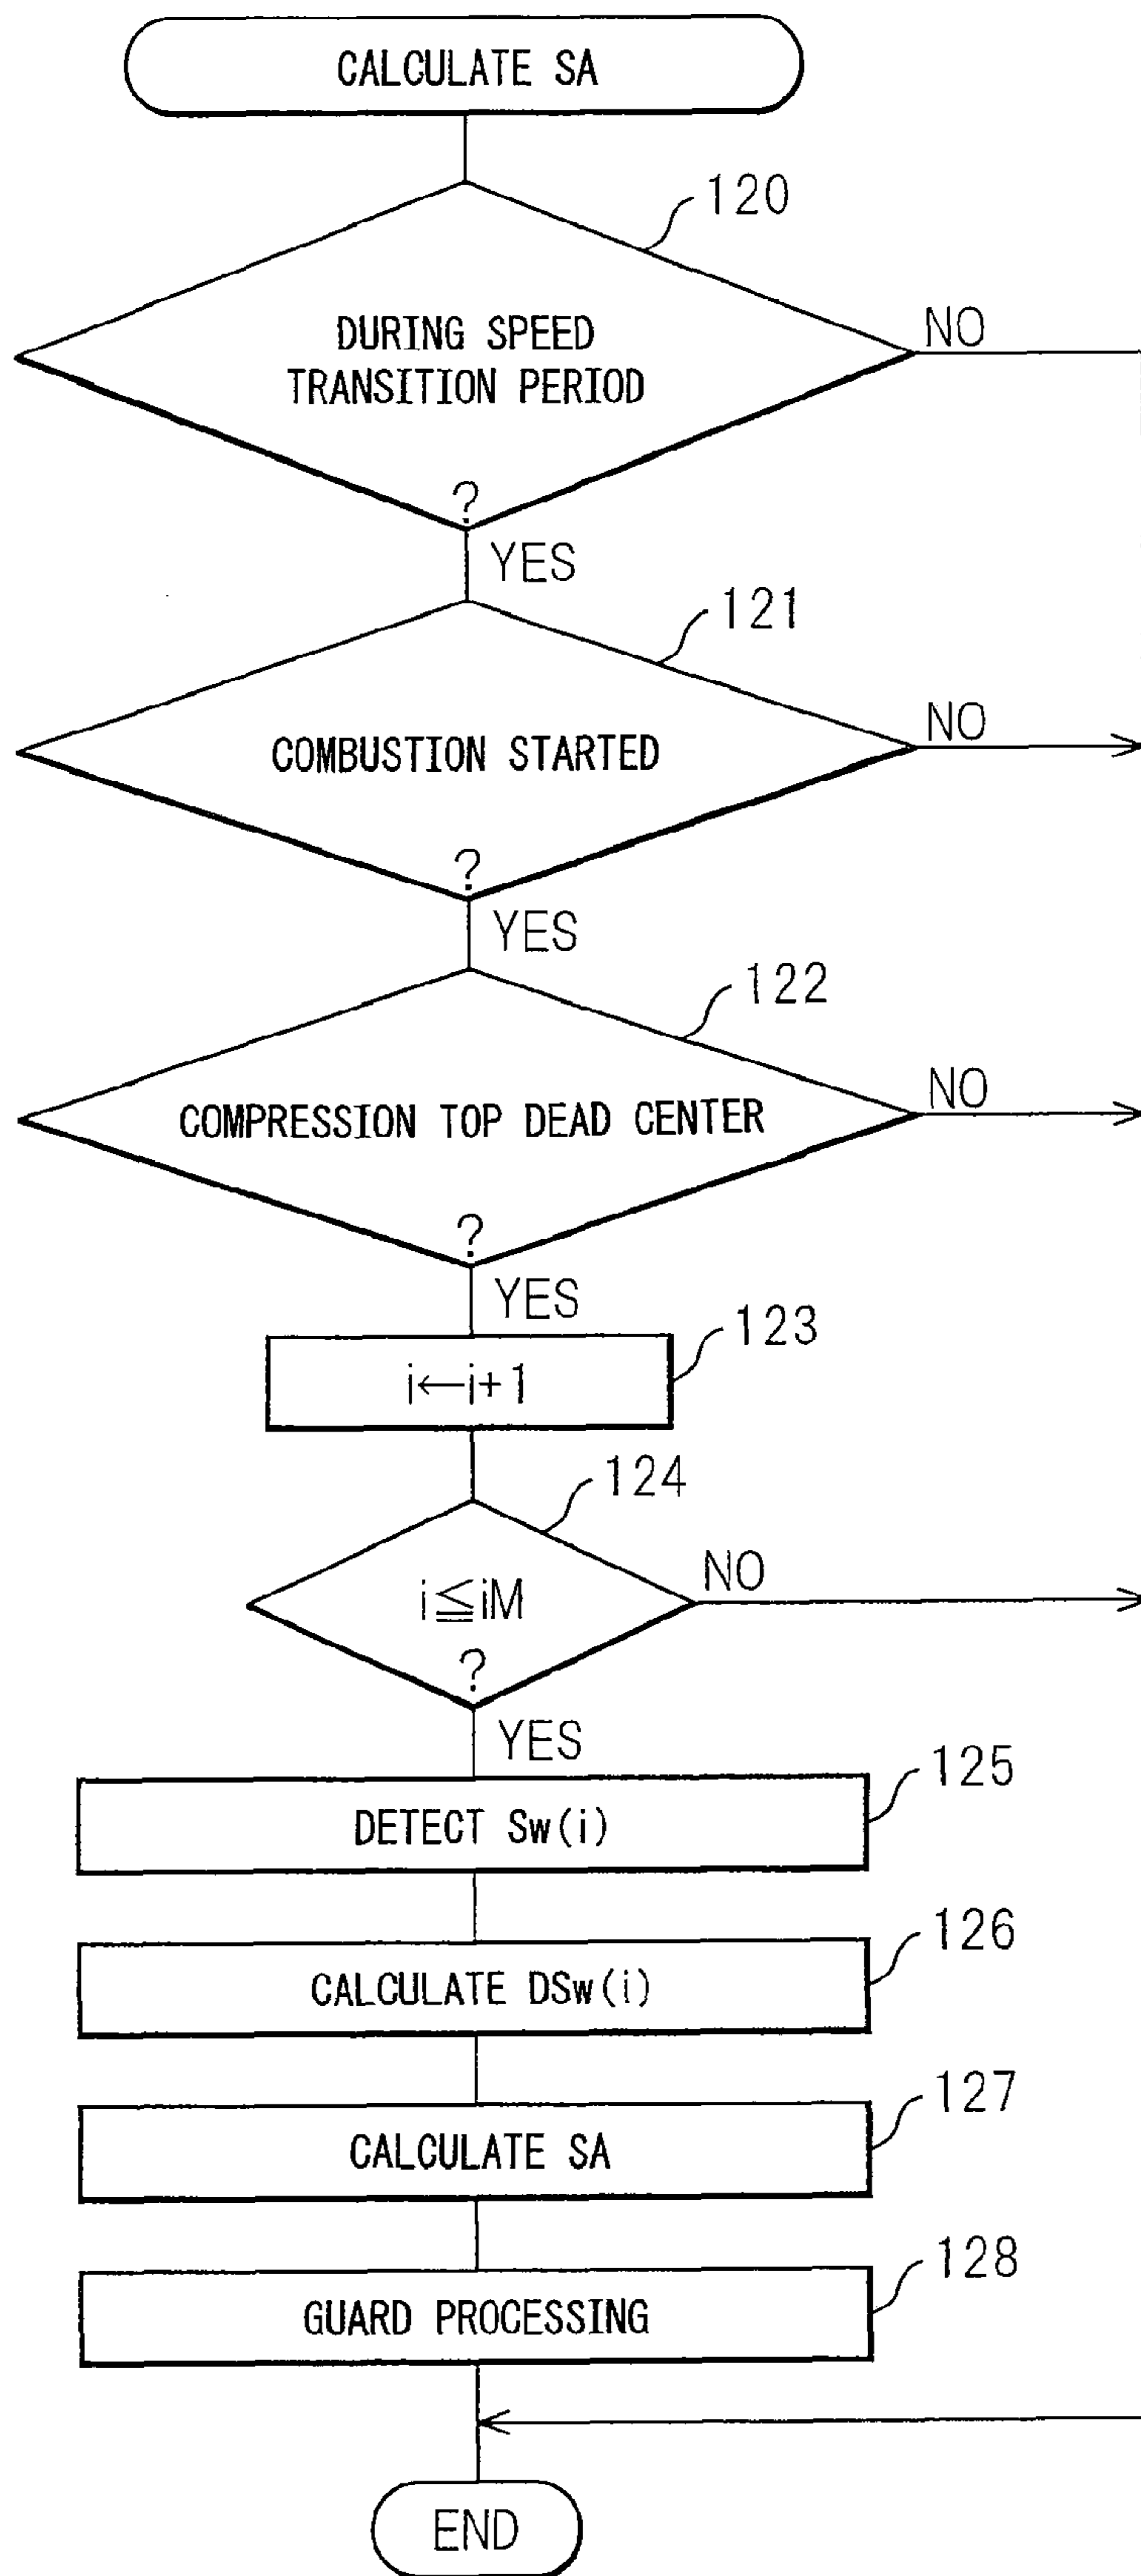 CALCULATE SA
120
DURING SPEED
TRANSITION PERIOD
?
NO
YES
121
COMBUSTION STARTED
?
NO
YES
122
COMPRESSION TOP DEAD CENTER
?
NO
YES
123
i←i+1
124
i≦iM
?
NO
YES
125
DETECT Sw(i)
126
CALCULATE DSw(i)
127
CALCULATE SA
128
GUARD PROCESSING
END